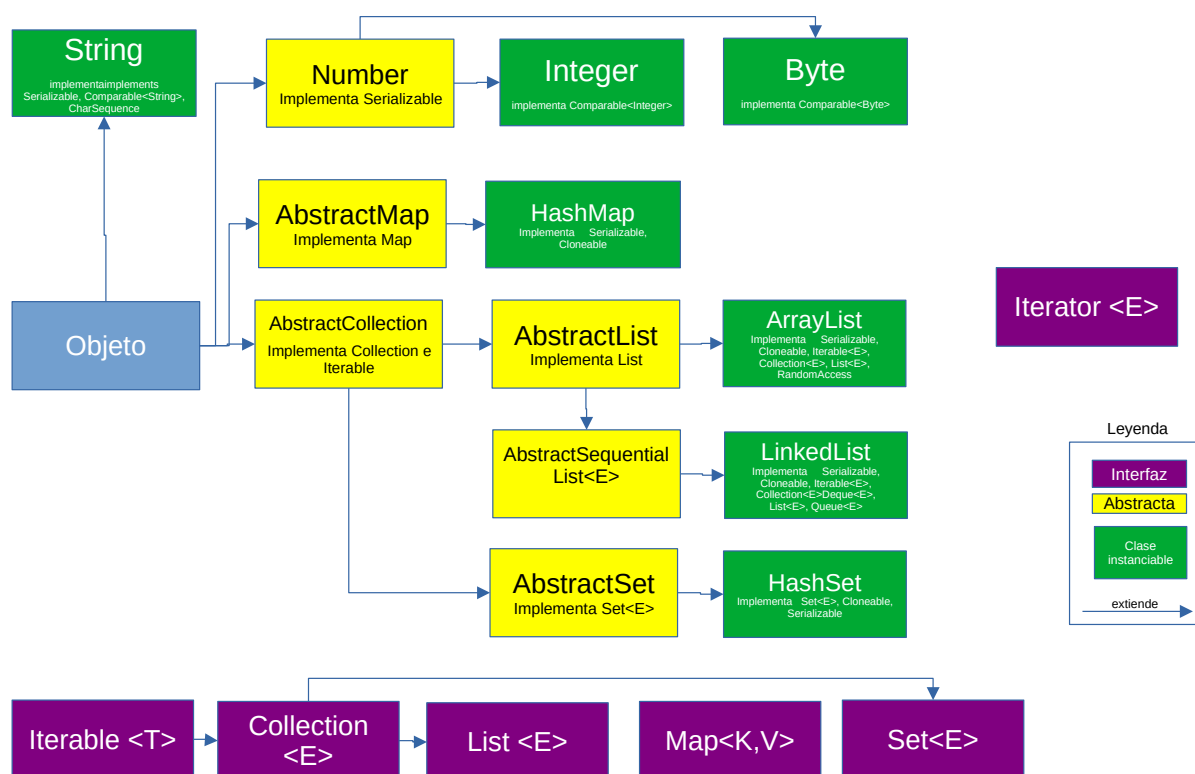 String
implementaimplements
Serializable, Comparable<String>,
CharSequence
Number
Implementa Serializable
Integer
implementa Comparable<Integer>
Byte
implementa Comparable<Byte>
AbstractMap
Implementa Map
HashMap
Implementa Serializable,
Cloneable
Iterator <E>
Objeto
AbstractCollection
Implementa Collection e
Iterable
AbstractList
Implementa List
ArrayList
Implementa Serializable,
Cloneable, Iterable<E>,
Collection<E>, List<E>,
RandomAccess
AbstractSequential
List<E>
LinkedList
Implementa Serializable,
Cloneable, Iterable<E>,
Collection<E>Deque<E>,
List<E>, Queue<E>
AbstractSet
Implementa Set<E>
HashSet
Implementa Set<E>, Cloneable,
Serializable
Leyenda
Interfaz
Abstracta
Clase
instanciable
extiende
Iterable <T>
Collection
<E>
List <E>
Map<K,V>
Set<E>